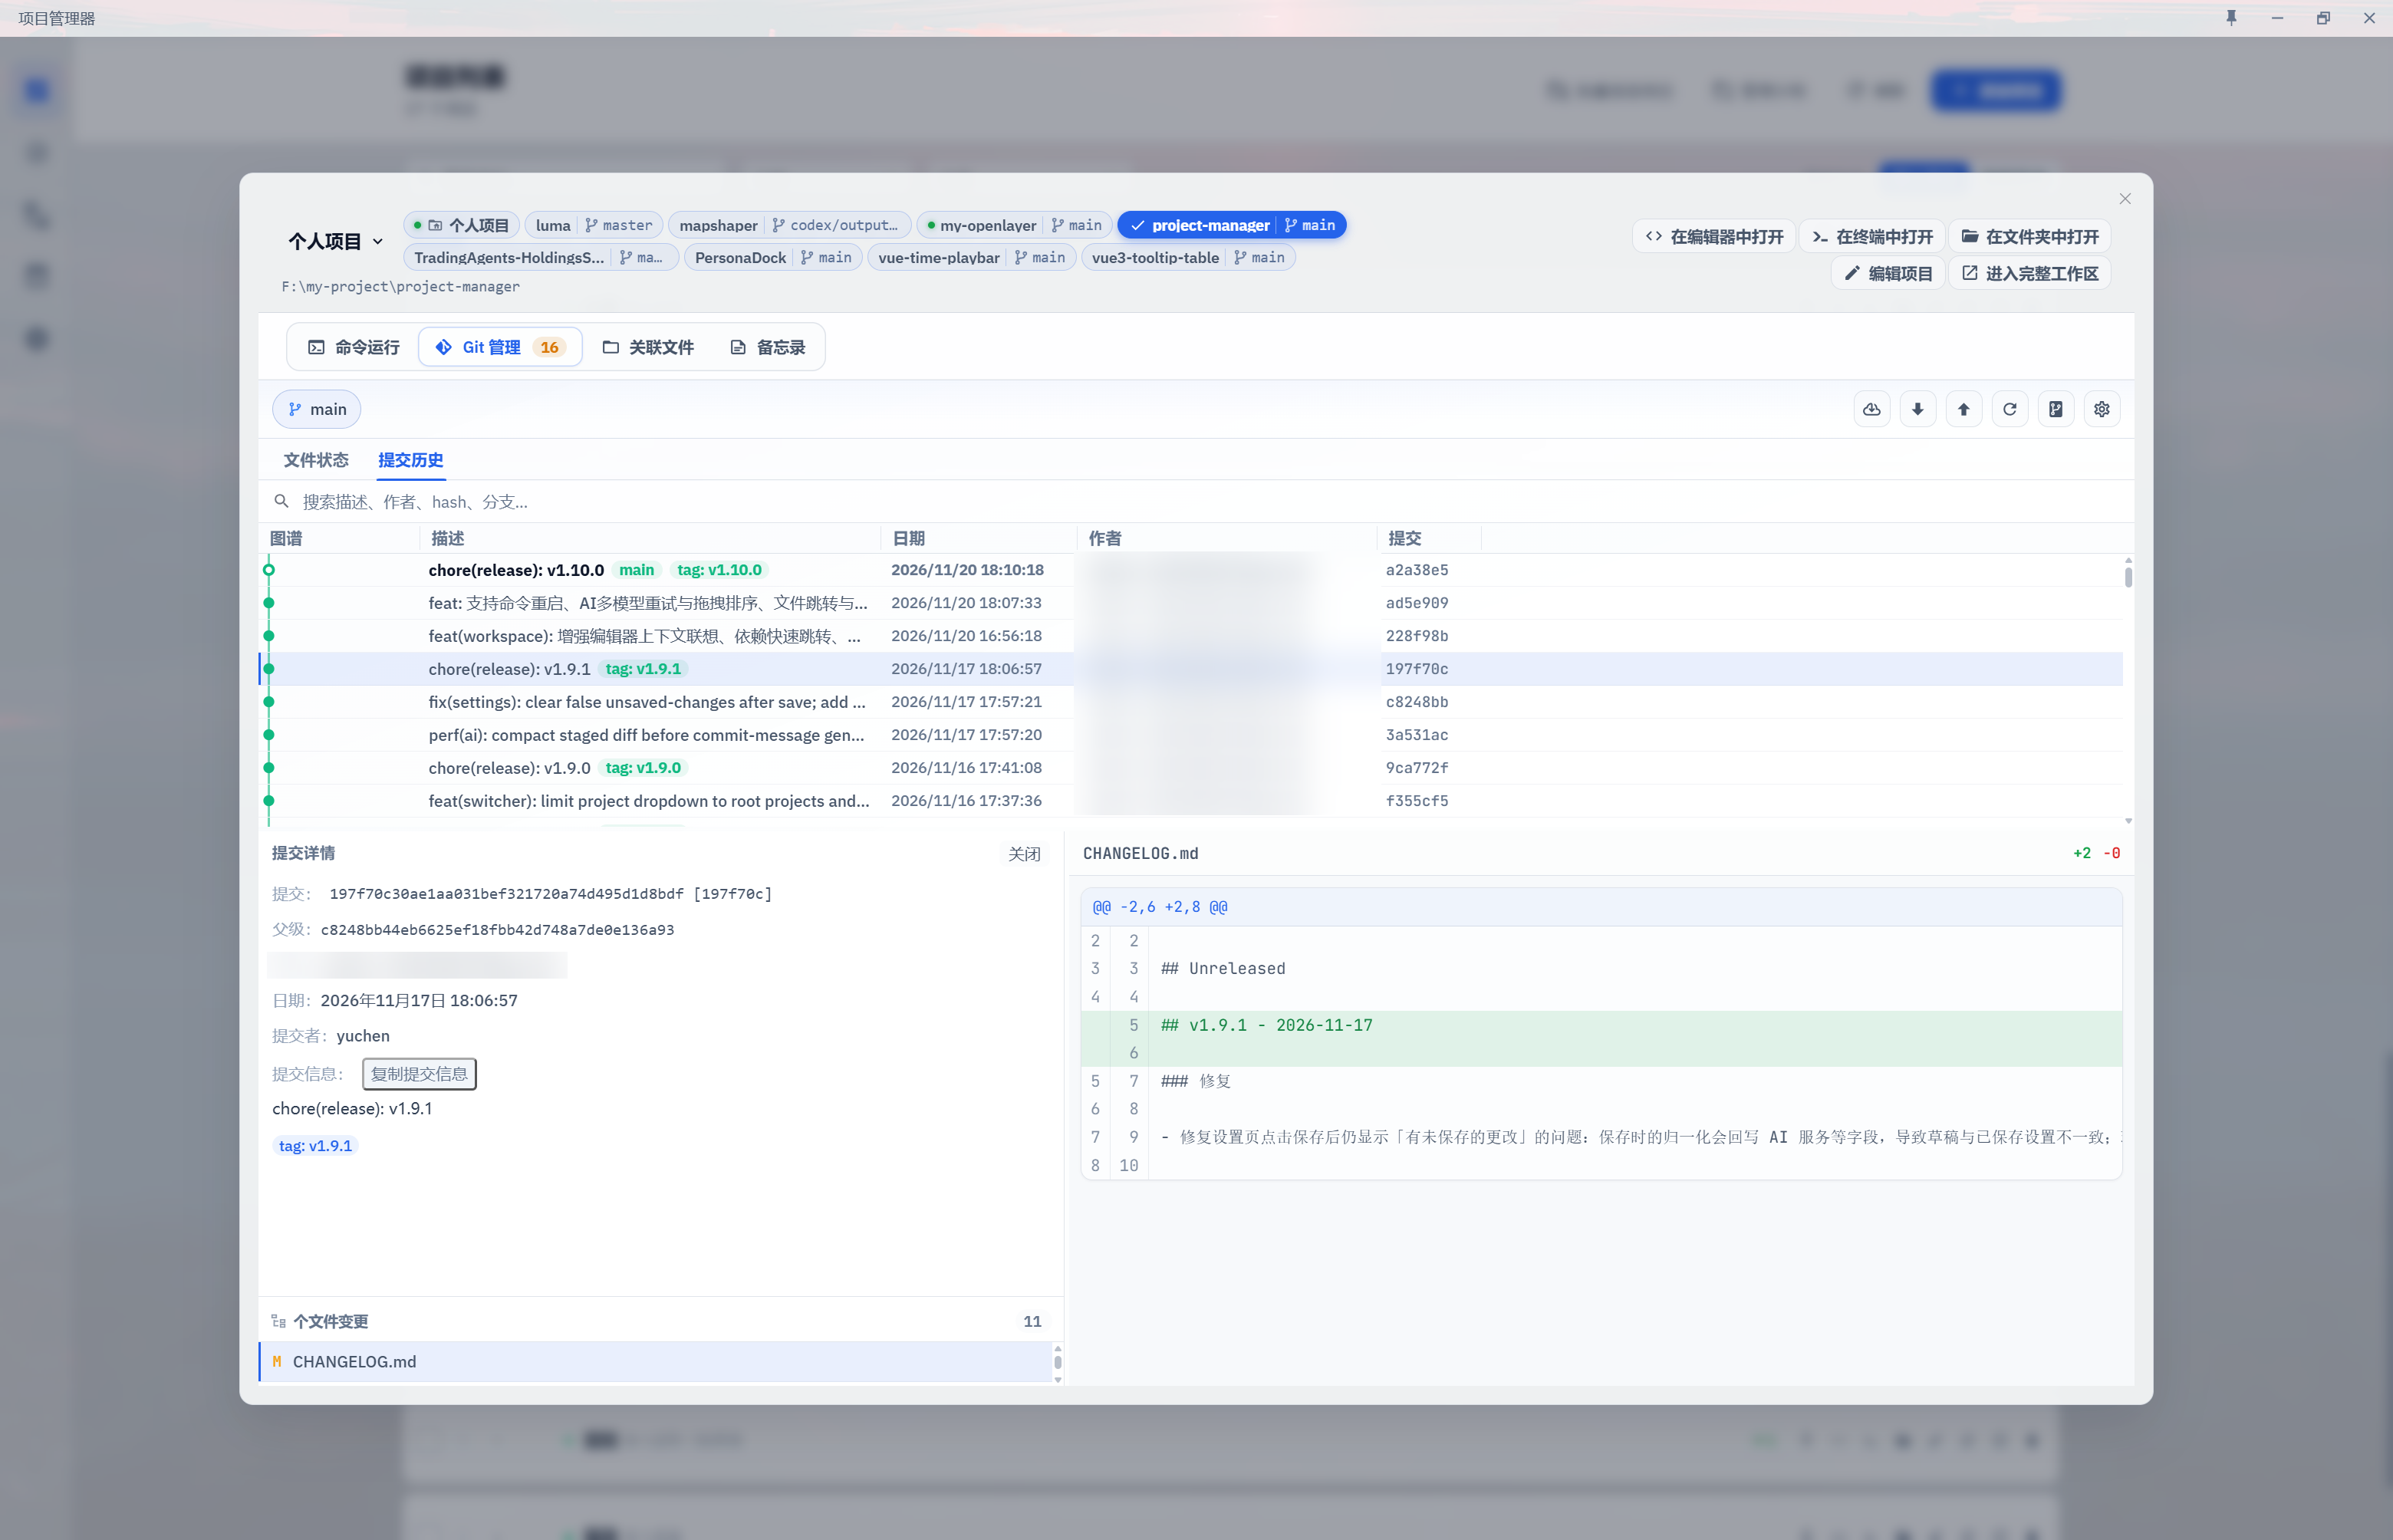 项目管理器
个人项目
个人项目 luma master mapshaper codex/output... my-openlayer main project-manager main
TradingAgents-HoldingsS... ma... PersonaDock main vue-time-playbar main vue3-tooltip-table main
F:\my-project\project-manager
在编辑器中打开 在终端中打开 在文件夹中打开
编辑项目 进入完整工作区
命令运行 Git 管理 16 关联文件 备忘录
main
文件状态 提交历史
搜索描述、作者、hash、分支...
图谱 描述 日期 作者 提交
chore(release): v1.10.0 main tag: v1.10.0 2026/11/20 18:10:18 a2a38e5
feat: 支持命令重启、AI多模型重试与拖拽排序、文件跳转与... 2026/11/20 18:07:33 ad5e909
feat(workspace): 增强编辑器上下文联想、依赖快速跳转、... 2026/11/20 16:56:18 228f98b
chore(release): v1.9.1 tag: v1.9.1 2026/11/17 18:06:57 197f70c
fix(settings): clear false unsaved-changes after save; add ... 2026/11/17 17:57:21 c8248bb
perf(ai): compact staged diff before commit-message gen... 2026/11/17 17:57:20 3a531ac
chore(release): v1.9.0 tag: v1.9.0 2026/11/16 17:41:08 9ca772f
feat(switcher): limit project dropdown to root projects and... 2026/11/16 17:37:36 f355cf5
提交详情 关闭
提交: 197f70c30ae1aa031bef321720a74d495d1d8bdf [197f70c]
父级: c8248bb44eb6625ef18fbb42d748a7de0e136a93
日期: 2026年11月17日 18:06:57
提交者: yuchen
提交信息: 复制提交信息
chore(release): v1.9.1
tag: v1.9.1
个文件变更 11
M CHANGELOG.md
CHANGELOG.md +2 -0
@@ -2,6 +2,8 @@
2 2
3 3 ## Unreleased
4 4
5 ## v1.9.1 - 2026-11-17
6
5 7 ### 修复
6 8
7 9 - 修复设置页点击保存后仍显示「有未保存的更改」的问题：保存时的归一化会回写 AI 服务等字段，导致草稿与已保存设置不一致；
8 10